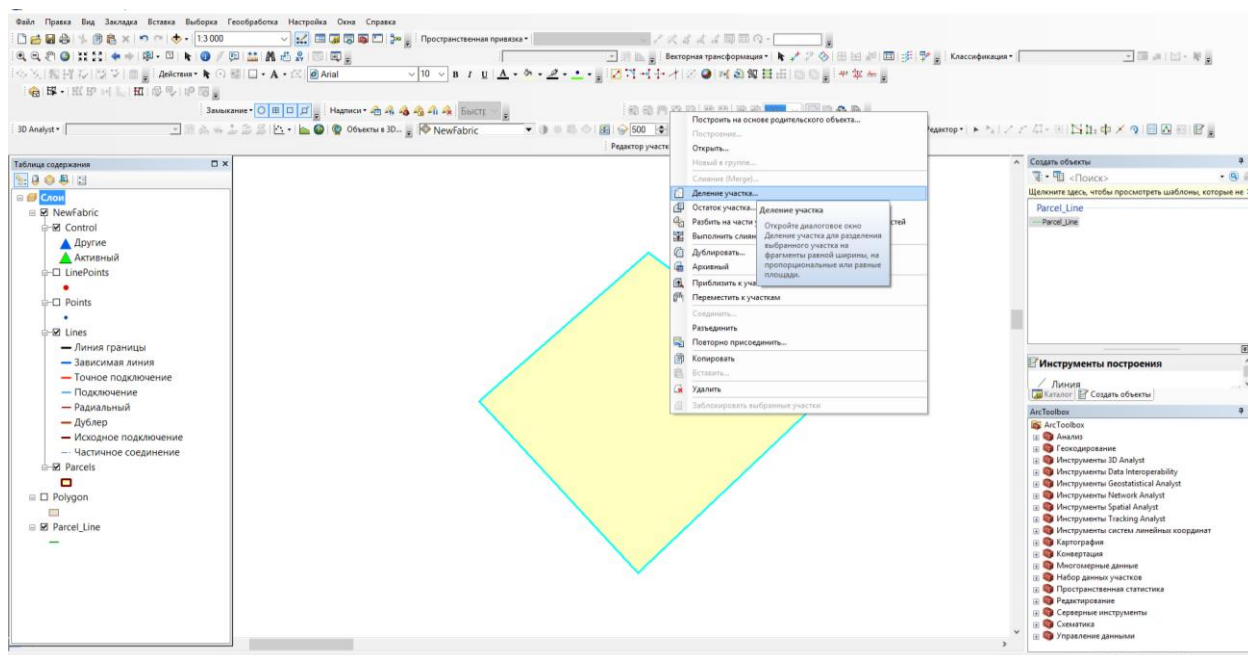 Файл Правка Вид Закладка Вставка Выборка Геообработка Настройка Окна Справка
1:3 000 Пространственная привязка
Векторная трансформация Классификация
Действия Arial 10 B I U A
Замыкание Надписи Быстр
3D Analyst Объекты в 3D... NewFabric 500 Редактор
Редактор участк
Таблица содержания
Слои
NewFabric
Control
Другие
Активный
LinePoints
Points
Lines
Линия границы
Зависимая линия
Точное подключение
Подключение
Радиальный
Дублер
Исходное подключение
Частичное соединение
Parcels
Polygon
Parcel_Line
Построить на основе родительского объекта...
Построение...
Открыть...
Новый в группе...
Слияние (Merge)...
Деление участка...
Остаток участка...
Разбить на части стей
Выполнить слиян
Дублировать...
Архивный
Приблизить к уча
Переместить к участкам
Соединить...
Разъединить
Повторно присоединить...
Копировать
Вставить...
Удалить
Заблокировать выбранные участки
Деление участка
Откройте диалоговое окно
Деление участка для разделения
выбранного участка на
фрагменты равной ширины, на
пропорциональные или равные
площади.
Создать объекты
<Поиск>
Щелкните здесь, чтобы просмотреть шаблоны, которые не
Parcel_Line
Parcel_Line
Инструменты построения
Линия
Каталог Создать объекты
ArcToolbox
ArcToolbox
Анализ
Геокодирование
Инструменты 3D Analyst
Инструменты Data Interoperability
Инструменты Geostatistical Analyst
Инструменты Network Analyst
Инструменты Spatial Analyst
Инструменты Tracking Analyst
Инструменты систем линейных координат
Картография
Конвертация
Многомерные данные
Набор данных участков
Пространственная статистика
Редактирование
Серверные инструменты
Схематика
Управление данными